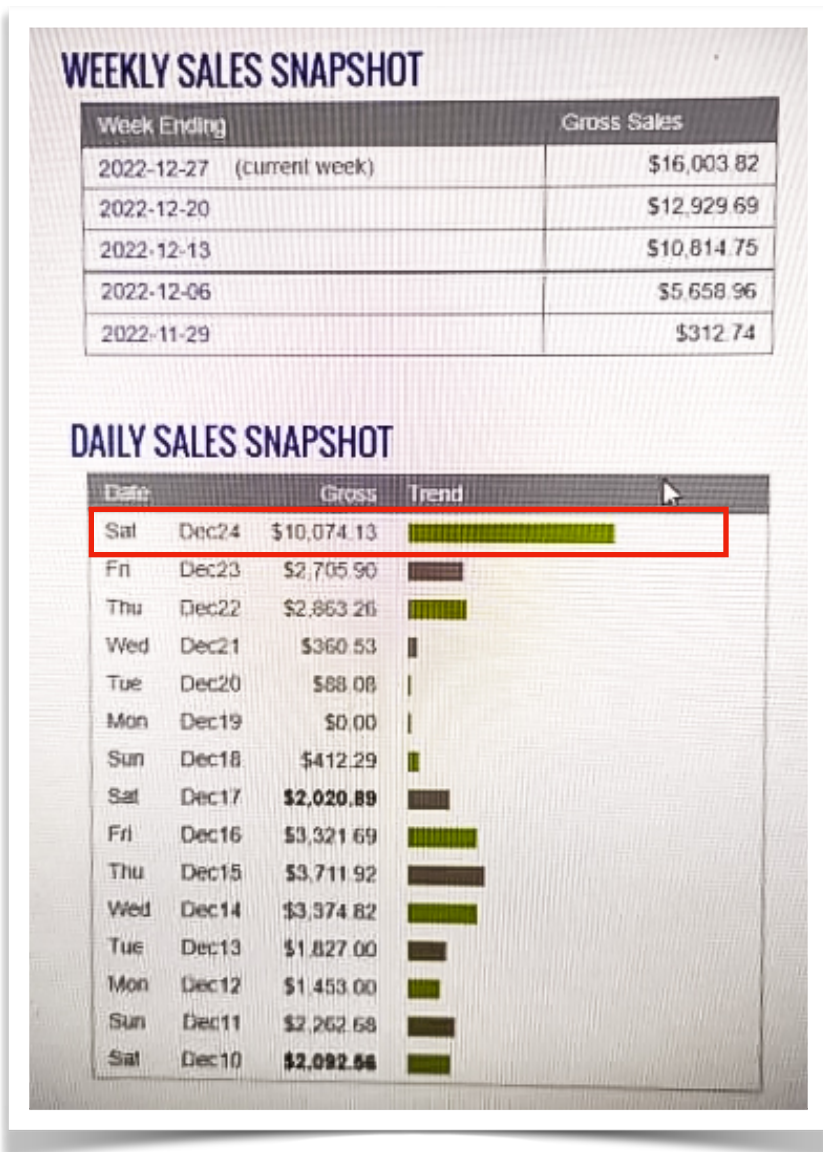 WEEKLY SALES SNAPSHOT
Week Ending Gross Sales
2022-12-27 (current week) $16,003.82
2022-12-20 $12,929.69
2022-12-13 $10,814.75
2022-12-06 $5,658.96
2022-11-29 $312.74
DAILY SALES SNAPSHOT
Date Gross Trend
Sat Dec24 $10,074.13
Fri Dec23 $2,705.90
Thu Dec22 $2,863.26
Wed Dec21 $360.53
Tue Dec20 $88.08
Mon Dec19 $0.00
Sun Dec18 $412.29
Sat Dec17 $2,020.89
Fri Dec16 $3,321.69
Thu Dec15 $3,711.92
Wed Dec14 $3,374.82
Tue Dec13 $1,827.00
Mon Dec12 $1,453.00
Sun Dec11 $2,262.68
Sat Dec10 $2,092.56